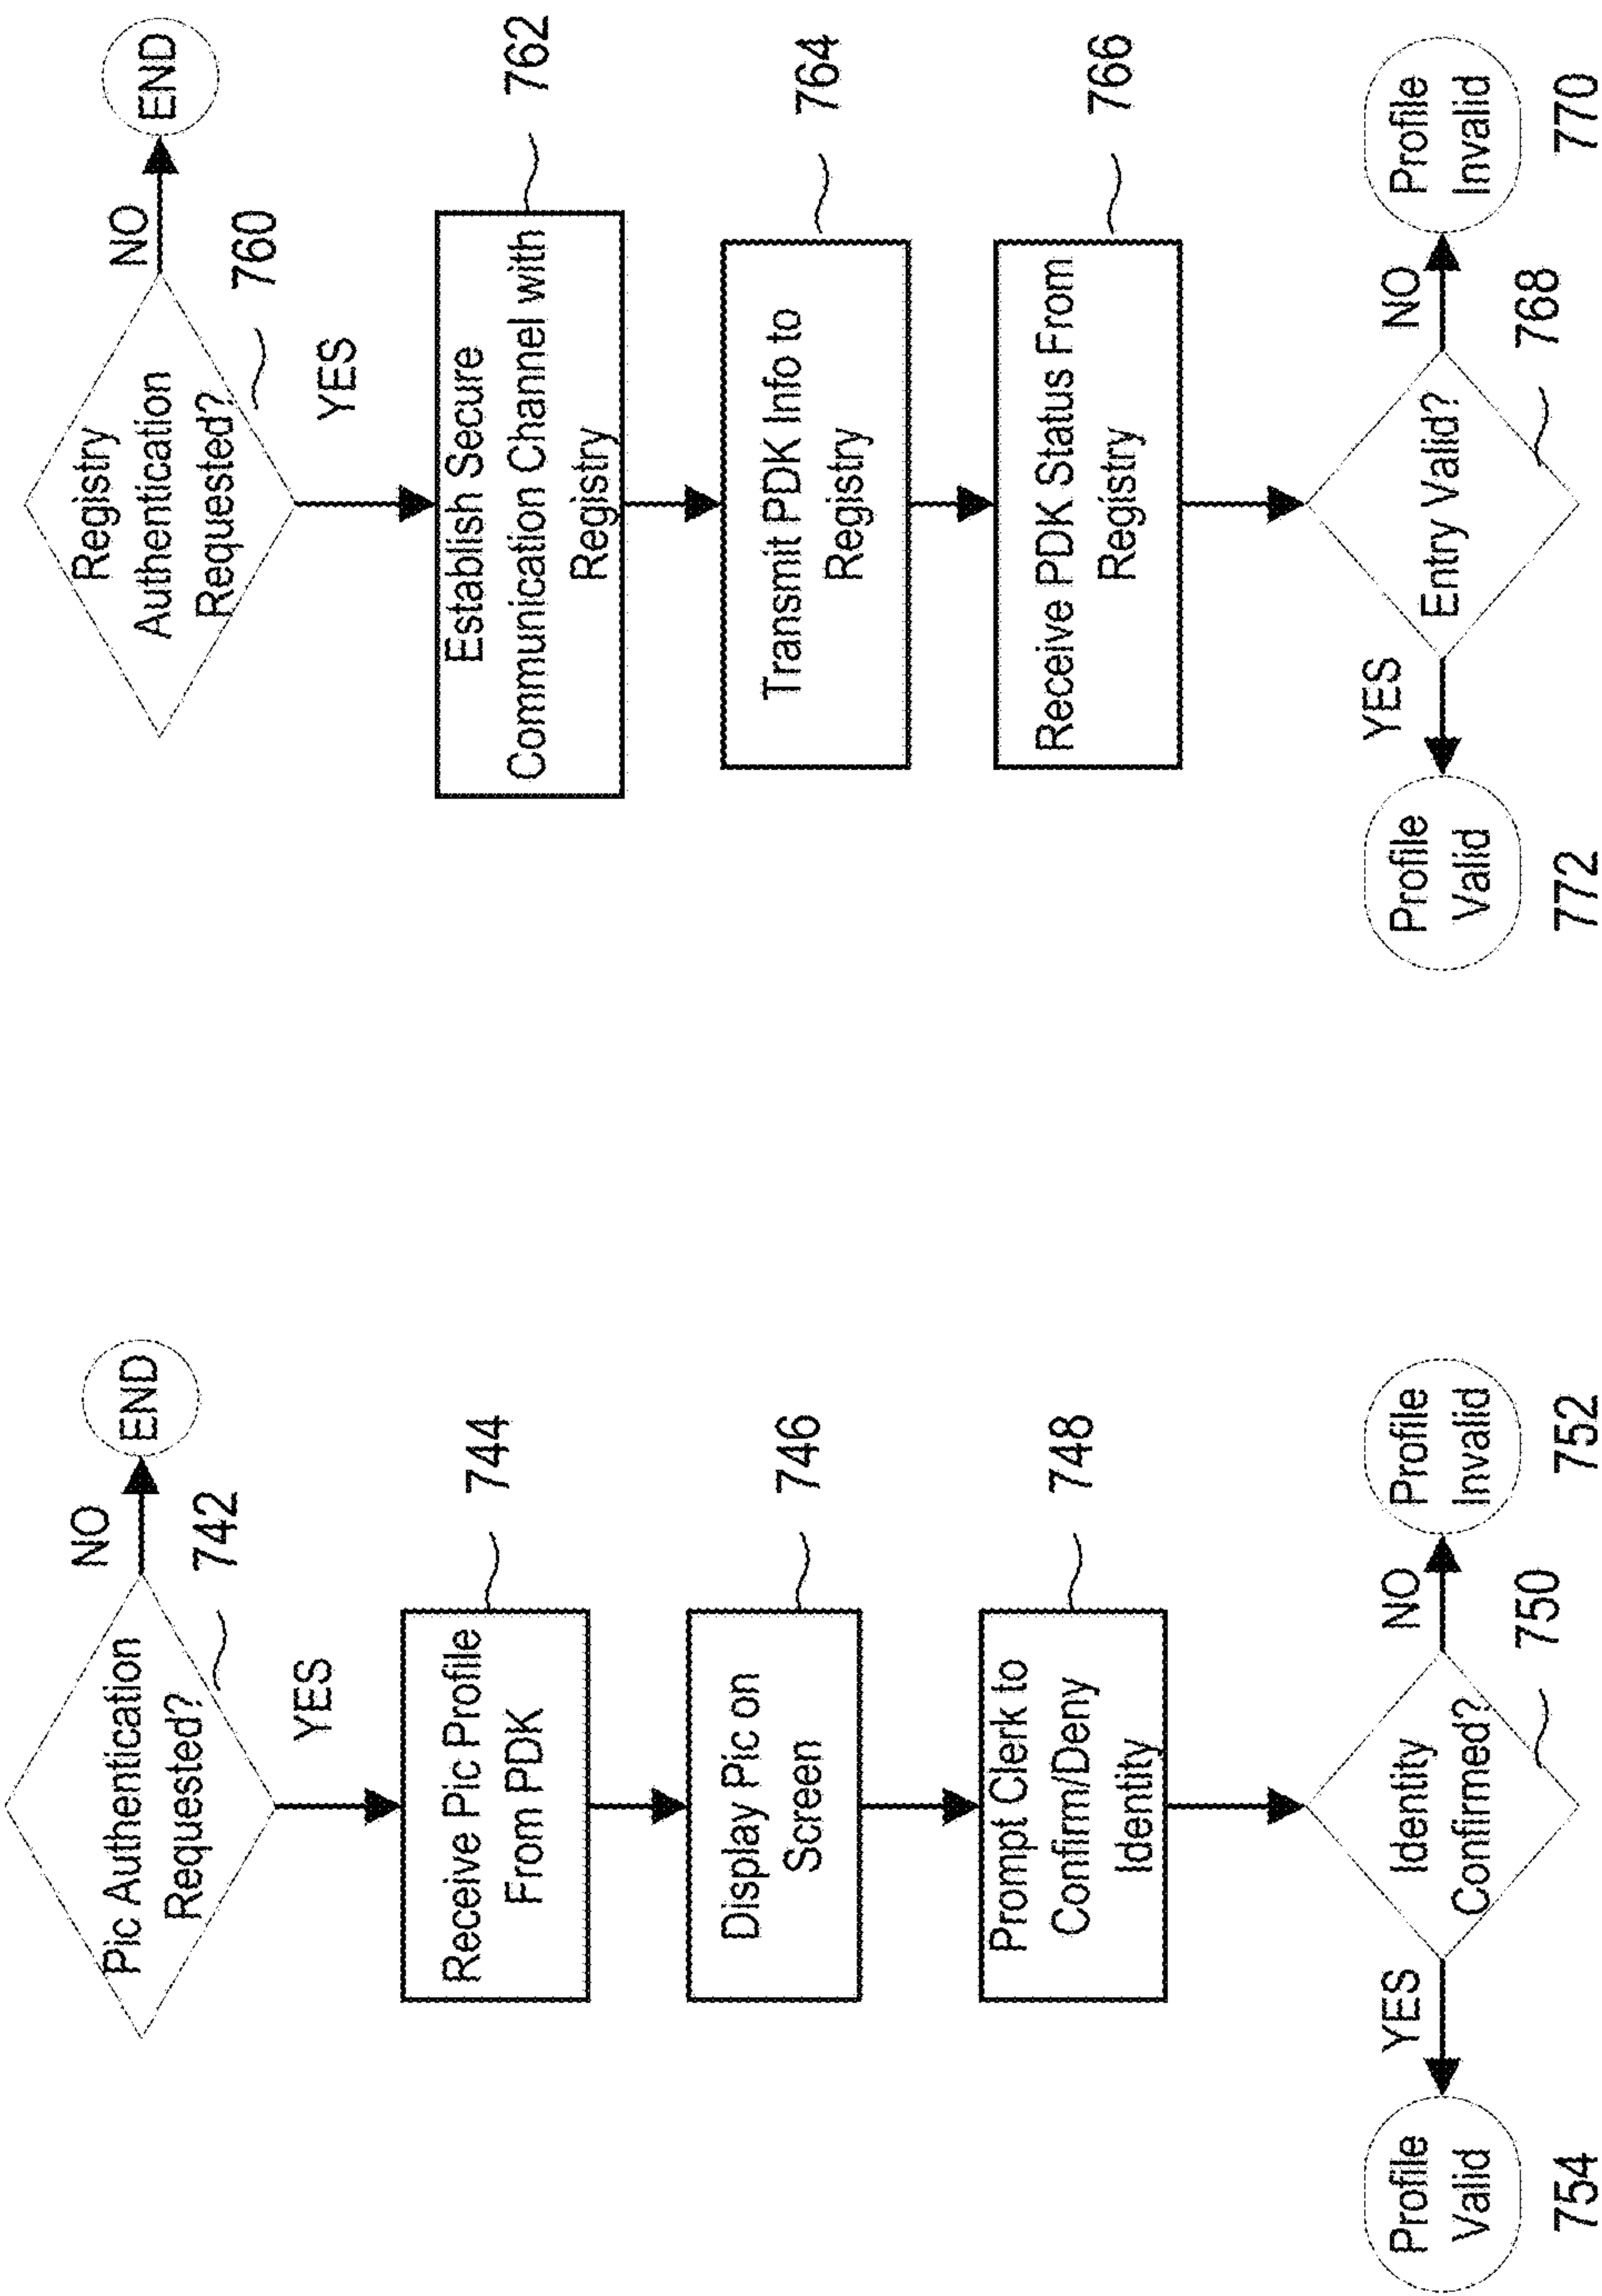 Pic Authentication
Requested?
742
NO
END
YES
Receive Pic Profile
From PDK
744
Display Pic on
Screen
746
Prompt Clerk to
Confirm/Deny
Identity
748
Identity
Confirmed?
750
YES
NO
Profile
Valid
754
Profile
Invalid
752
Registry
Authentication
Requested?
760
NO
END
YES
Establish Secure
Communication Channel with
Registry
762
Transmit PDK Info to
Registry
764
Receive PDK Status From
Registry
766
Entry Valid?
768
YES
NO
Profile
Valid
772
Profile
Invalid
770